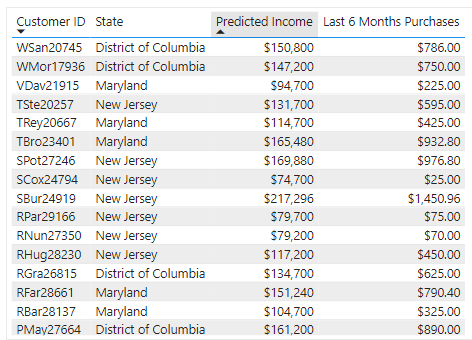 Customer ID State Predicted Income Last 6 Months Purchases
WSan20745 District of Columbia $150,800 $786.00
WMor17936 District of Columbia $147,200 $750.00
VDav21915 Maryland $94,700 $225.00
TSte20257 New Jersey $131,700 $595.00
TRey20667 Maryland $114,700 $425.00
TBro23401 Maryland $165,480 $932.80
SPot27246 New Jersey $169,880 $976.80
SCox24794 New Jersey $74,700 $25.00
SBur24919 New Jersey $217,296 $1,450.96
RPar29166 New Jersey $79,700 $75.00
RNun27350 New Jersey $79,200 $70.00
RHug28230 New Jersey $117,200 $450.00
RGra26815 District of Columbia $134,700 $625.00
RFar28661 Maryland $151,240 $790.40
RBar28137 Maryland $104,700 $325.00
PMay27664 District of Columbia $161,200 $890.00